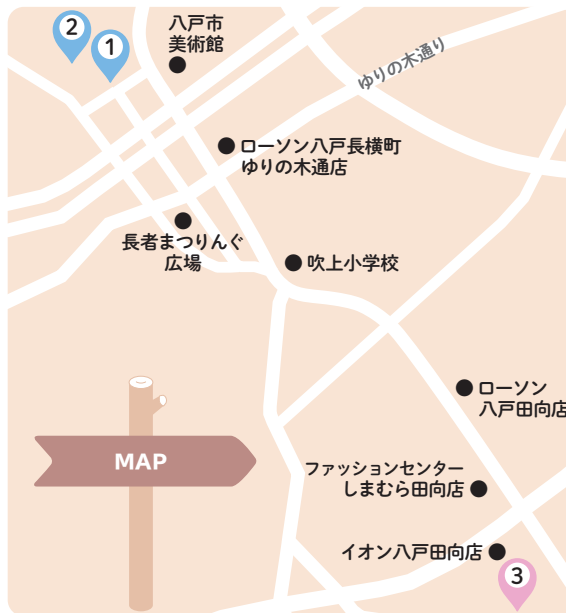 2
1
八戸市
美術館
ゆりの木通り
ローソン八戸長横町
ゆりの木通店
長者まつりんぐ
広場
吹上小学校
ローソン
八戸田向店
MAP
ファッションセンター
しまむら田向店
イオン八戸田向店
3